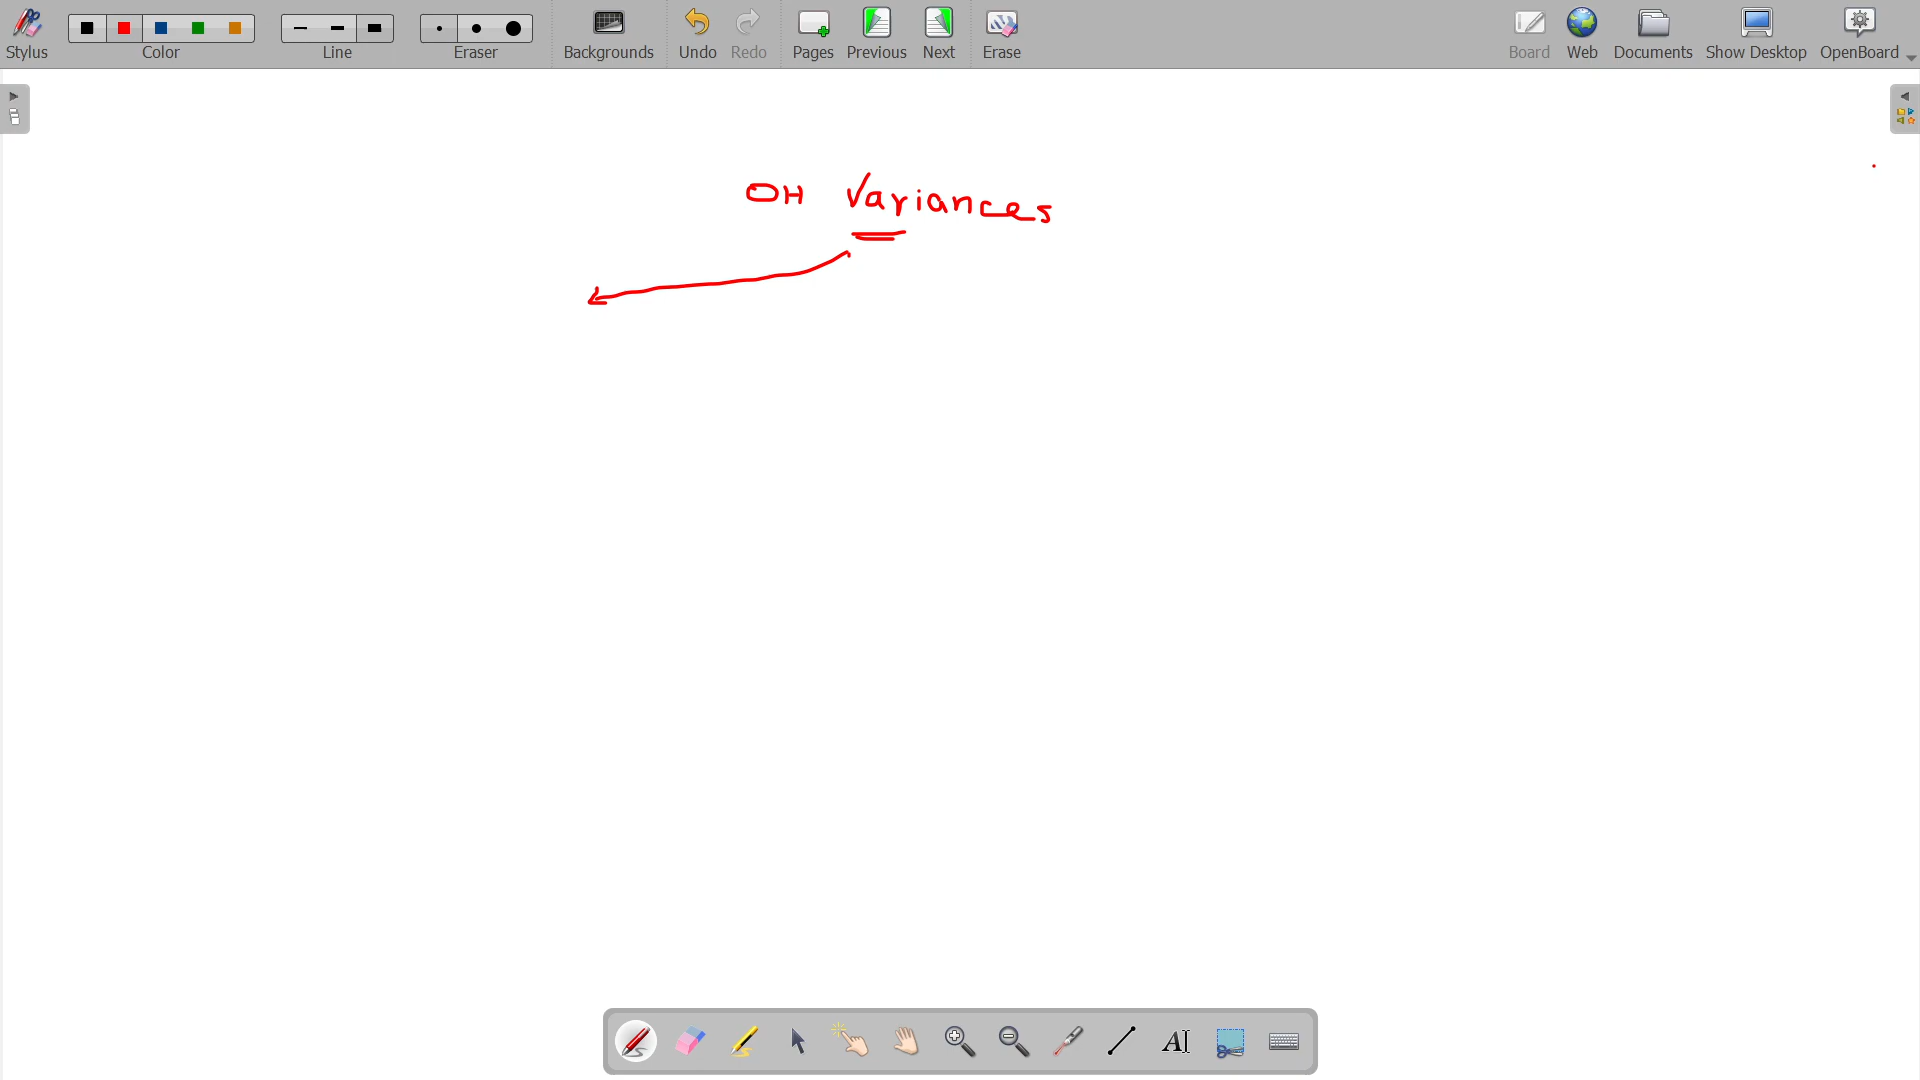 Stylus
Color
Line
Eraser
Backgrounds
Undo
Redo
Pages
Previous
Next
Erase
Board
Web
Documents
Show Desktop
OpenBoard
OH Variances